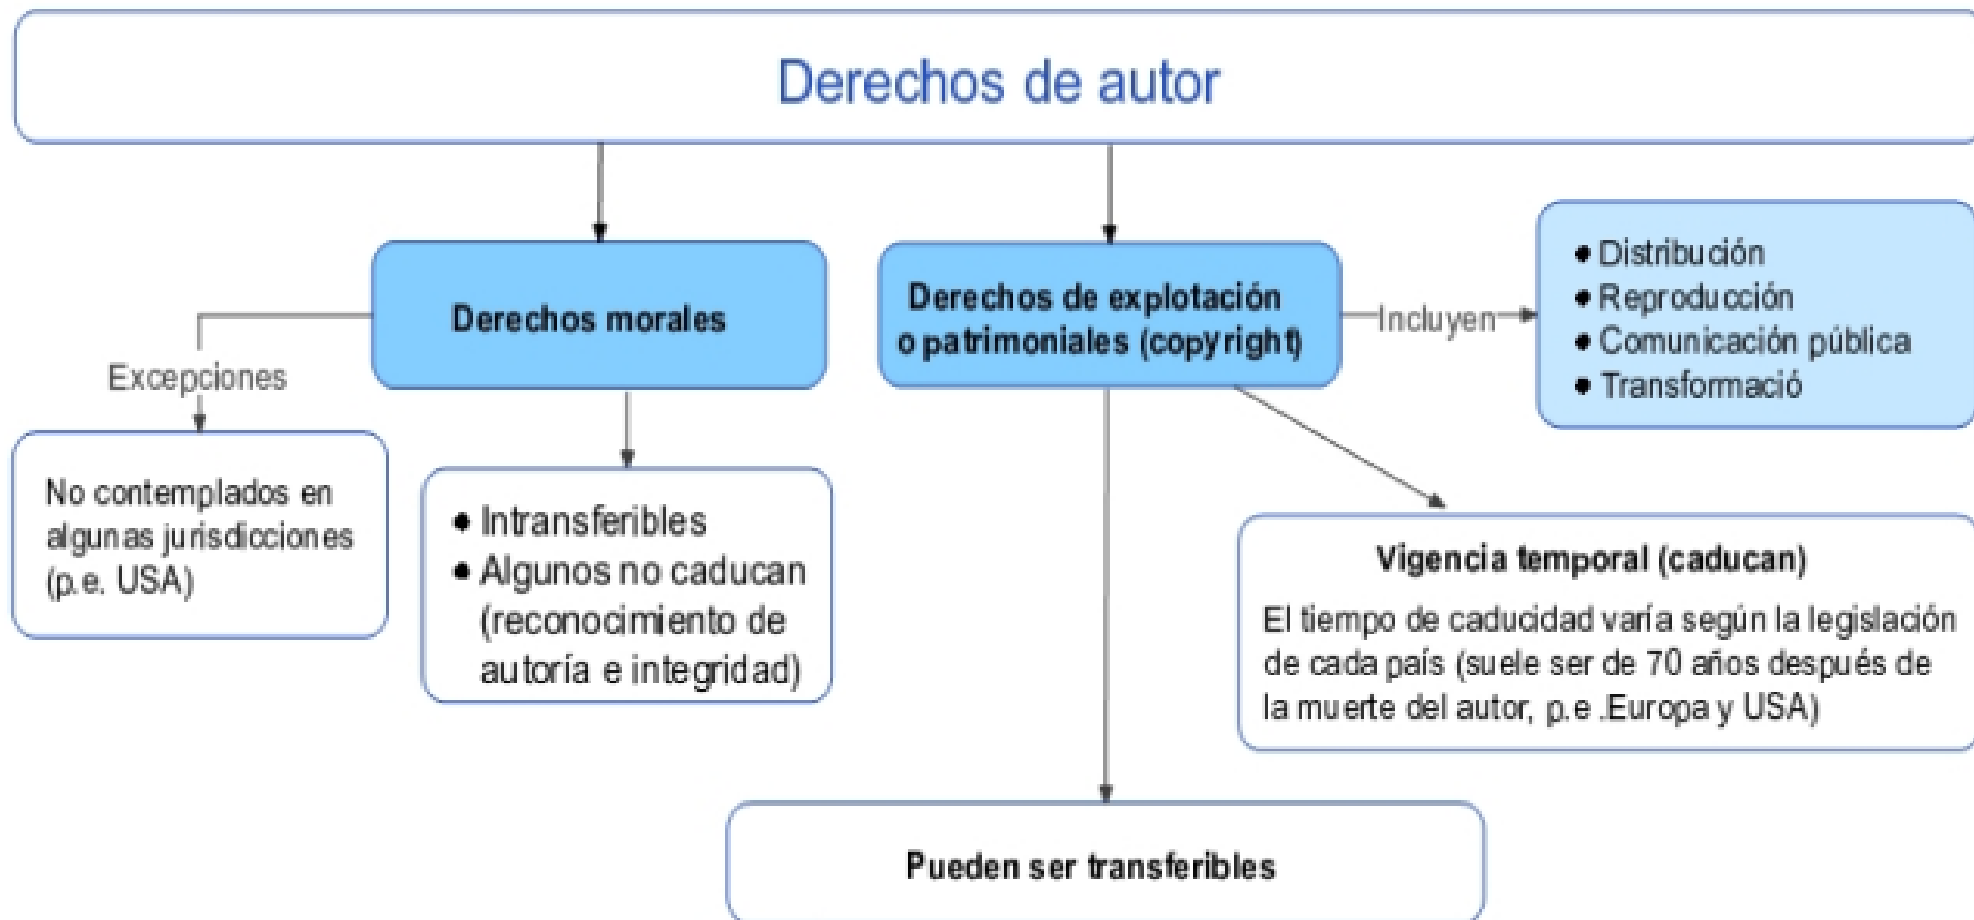 Derechos de autor
Derechos morales
Derechos de explotación
o patrimoniales (copyright)
Incluyen
• Distribución
• Reproducción
• Comunicación pública
• Transformació
Excepciones
No contemplados en
algunas jurisdicciones
(p.e. USA)
• Intransferibles
• Algunos no caducan
(reconocimiento de
autoría e integridad)
Vigencia temporal (caducan)
El tiempo de caducidad varía según la legislación
de cada país (suele ser de 70 años después de
la muerte del autor, p.e .Europa y USA)
Pueden ser transferibles